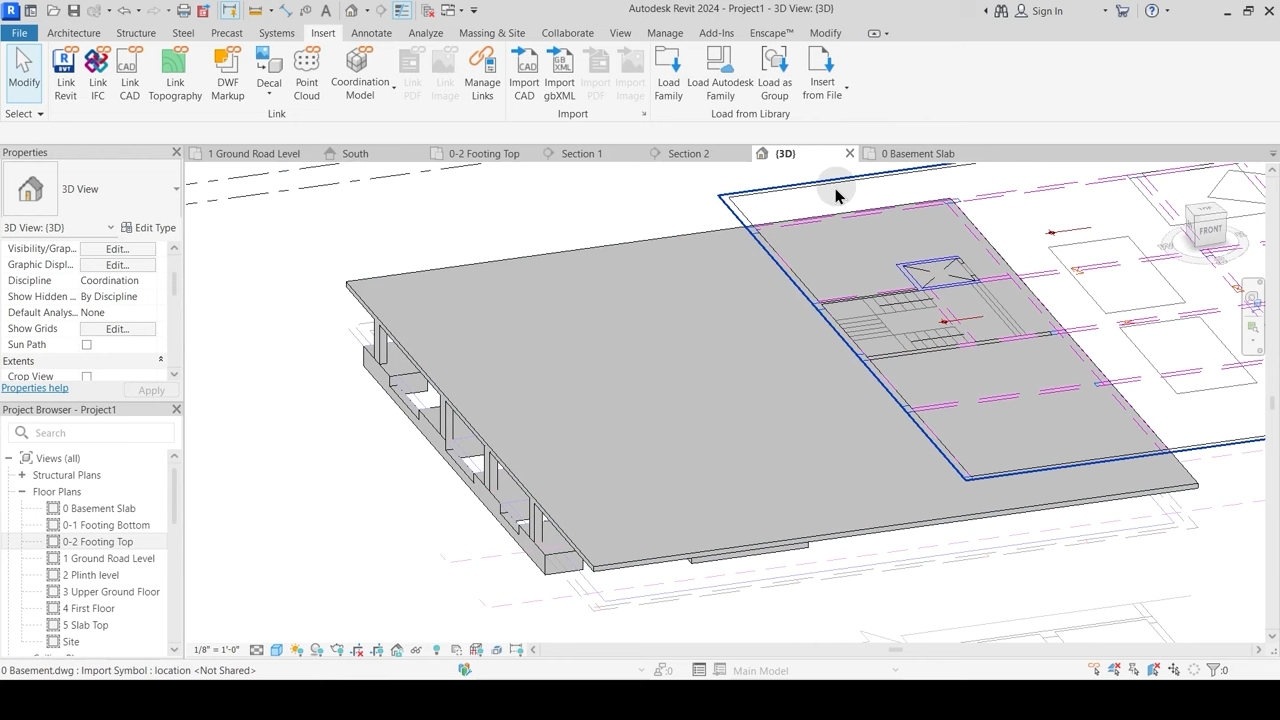 Autodesk Revit 2024 - Project1 - 3D View: {3D}
Sign In
File Architecture Structure Steel Precast Systems Insert Annotate Analyze Massing & Site Collaborate View Manage Add-Ins Enscape™ Modify
Modify
Link Revit
Link IFC
Link CAD
Link Topography
DWF Markup
Decal
Point Cloud
Coordination Model
Link PDF
Link Image
Manage Links
Import CAD
Import gbXML
Import PDF
Import Image
Load Family
Load Autodesk Family
Load as Group
Insert from File
Select Link Import Load from Library
Properties
1 Ground Road Level South 0-2 Footing Top Section 1 Section 2 {3D} 0 Basement Slab
3D View
3D View: {3D} Edit Type
Visibility/Grap... Edit...
Graphic Displ... Edit...
Discipline Coordination
Show Hidden ... By Discipline
Default Analys... None
Show Grids Edit...
Sun Path
Extents
Crop View
Properties help Apply
Project Browser - Project1
Search
Views (all)
Structural Plans
Floor Plans
0 Basement Slab
0-1 Footing Bottom
0-2 Footing Top
1 Ground Road Level
2 Plinth level
3 Upper Ground Floor
4 First Floor
5 Slab Top
Site
TOP
FRONT
1/8" = 1'-0"
0 Basement.dwg : Import Symbol : location <Not Shared>
:0
Main Model
:0